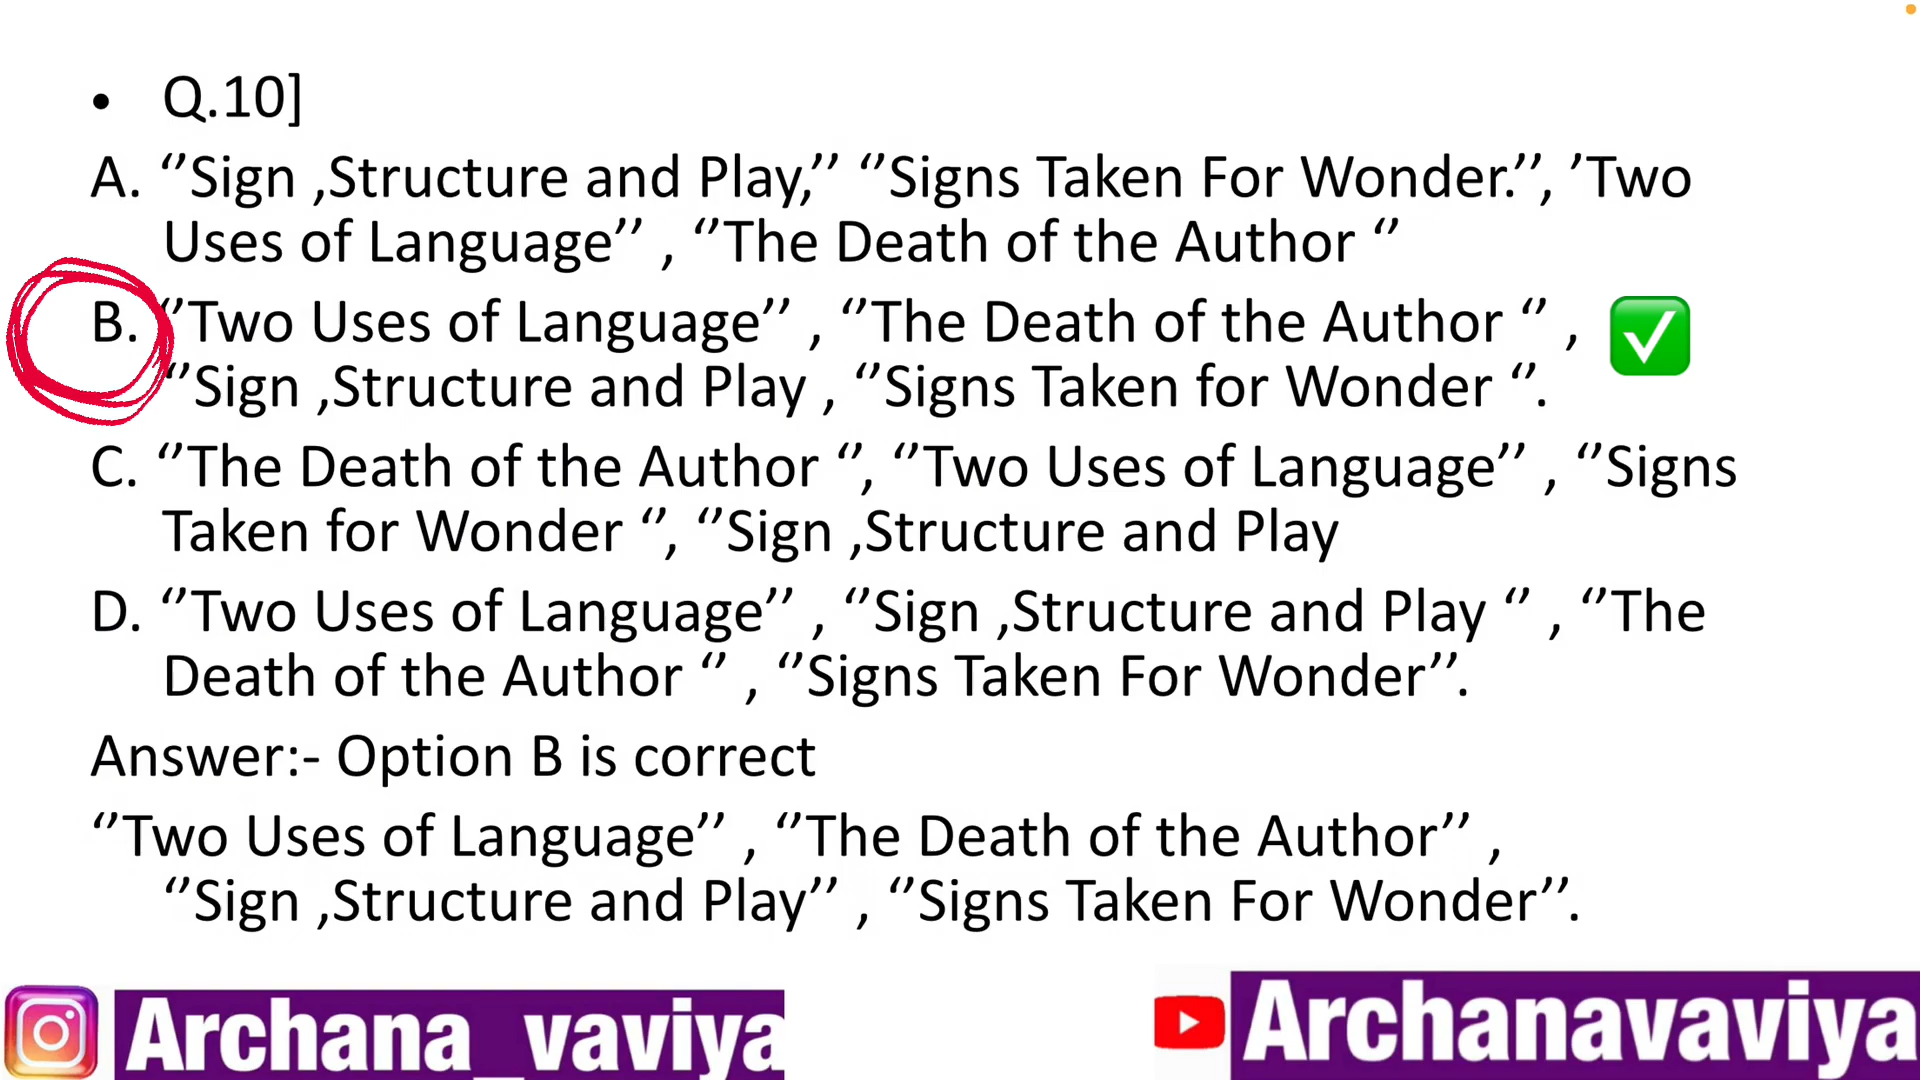 • Q.10]
A. ‘’Sign ,Structure and Play,’’ ‘’Signs Taken For Wonder.’’, ’Two
Uses of Language’’ , ‘’The Death of the Author ‘’
B. ‘’Two Uses of Language’’ , ‘’The Death of the Author ‘’ ,
‘’Sign ,Structure and Play , ‘’Signs Taken for Wonder ‘’.
C. ‘’The Death of the Author ‘’, ‘’Two Uses of Language’’ , ‘’Signs
Taken for Wonder ‘’, ‘’Sign ,Structure and Play
D. ‘’Two Uses of Language’’ , ‘’Sign ,Structure and Play ‘’ , ‘’The
Death of the Author ‘’ , ‘’Signs Taken For Wonder’’.
Answer:- Option B is correct
‘’Two Uses of Language’’ , ‘’The Death of the Author’’ ,
‘’Sign ,Structure and Play’’ , ‘’Signs Taken For Wonder’’.
Archana_vaviya
Archanavaviya